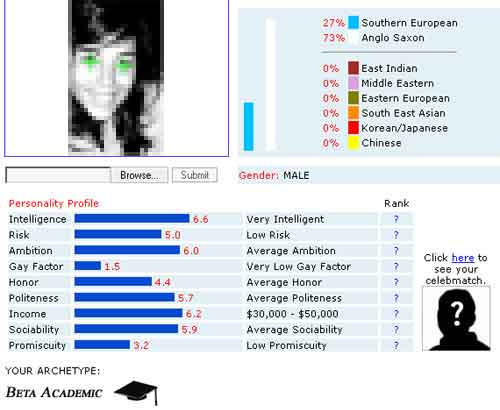 27% Southern European
73% Anglo Saxon
0% East Indian
0% Middle Eastern
0% Eastern European
0% South East Asian
0% Korean/Japanese
0% Chinese
Browse... Submit
Gender: MALE
Personality Profile Rank
Intelligence 6.6 Very Intelligent ?
Risk 5.0 Low Risk ?
Ambition 6.0 Average Ambition ?
Gay Factor 1.5 Very Low Gay Factor ?
Honor 4.4 Average Honor ?
Politeness 5.7 Average Politeness ?
Income 6.2 $30,000 - $50,000 ?
Sociability 5.9 Average Sociability ?
Promiscuity 3.2 Low Promiscuity ?
Click here to
see your
celebmatch.
?
YOUR ARCHETYPE:
BETA ACADEMIC